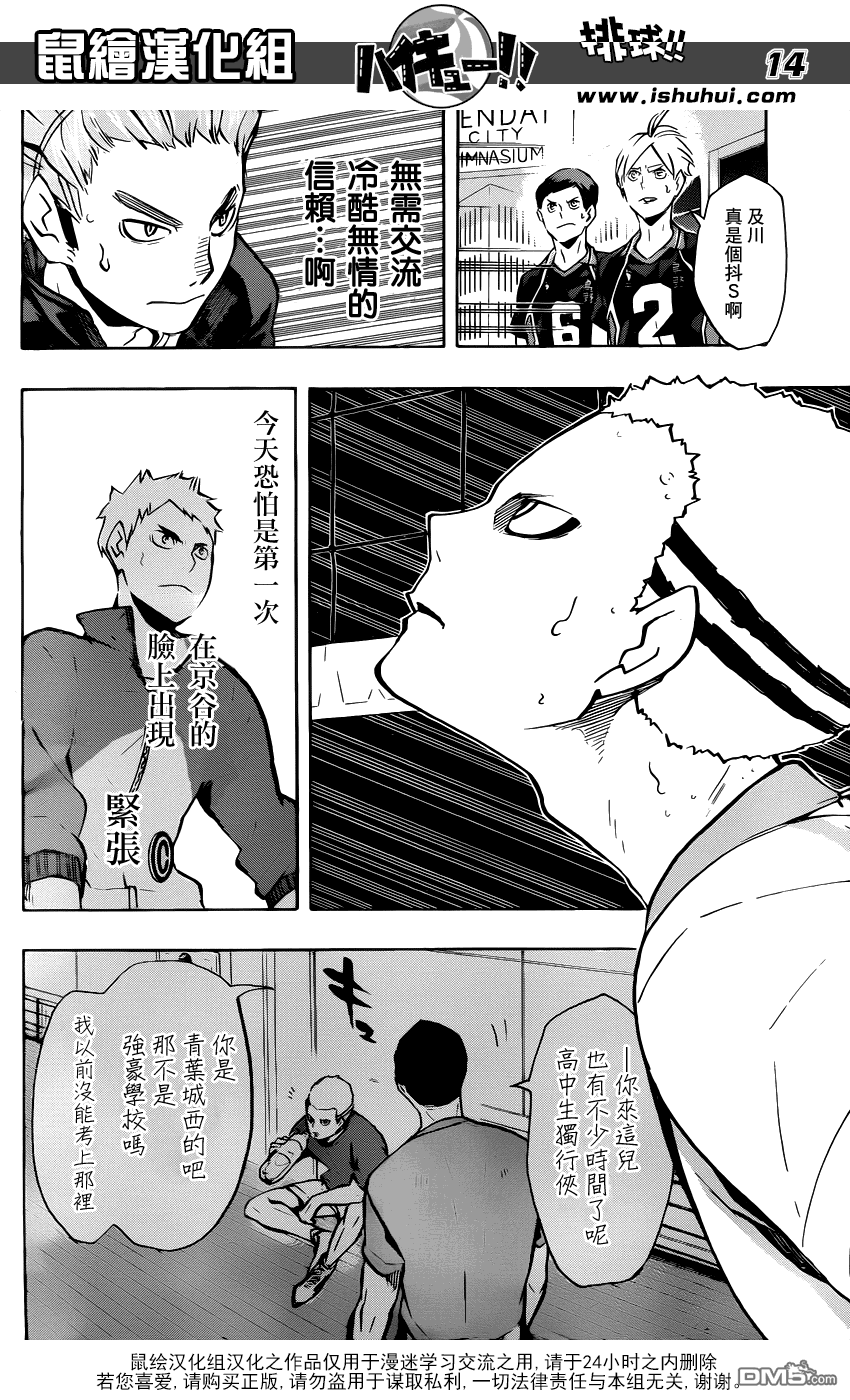 鼠繪漢化組
ハイキュー!!
排球!!
14
www.ishuhui.com
ENDAI
CITY
IMNASIUM
6
2
及川
真是個抖S啊
無需交流
冷酷無情的
信賴…啊
今天恐怕是第一次
在京谷的
臉上出現
緊張
C
—你來這兒
也有不少時間了呢
高中生獨行俠
キュ
你是
青葉城西的吧
那不是
強豪學校嗎
我以前沒能考上那裡
鼠绘汉化组汉化之作品仅用于漫迷学习交流之用,请于24小时之内删除
若您喜爱,请购买正版,请勿盗用于谋取私利,一切法律责任与本组无关,谢谢。
DM5.com